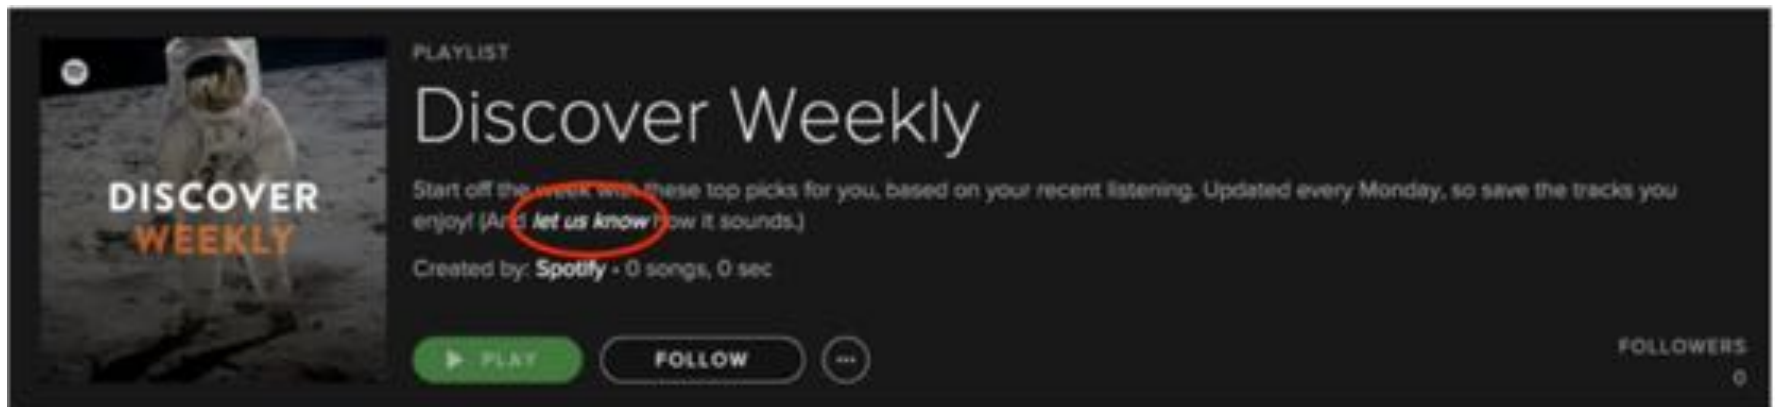 DISCOVER
WEEKLY
PLAYLIST
Discover Weekly
Start off the week with these top picks for you, based on your recent listening. Updated every Monday, so save the tracks you
enjoy! (And let us know how it sounds.)
Created by: Spotify • 0 songs, 0 sec
PLAY
FOLLOW
FOLLOWERS
0